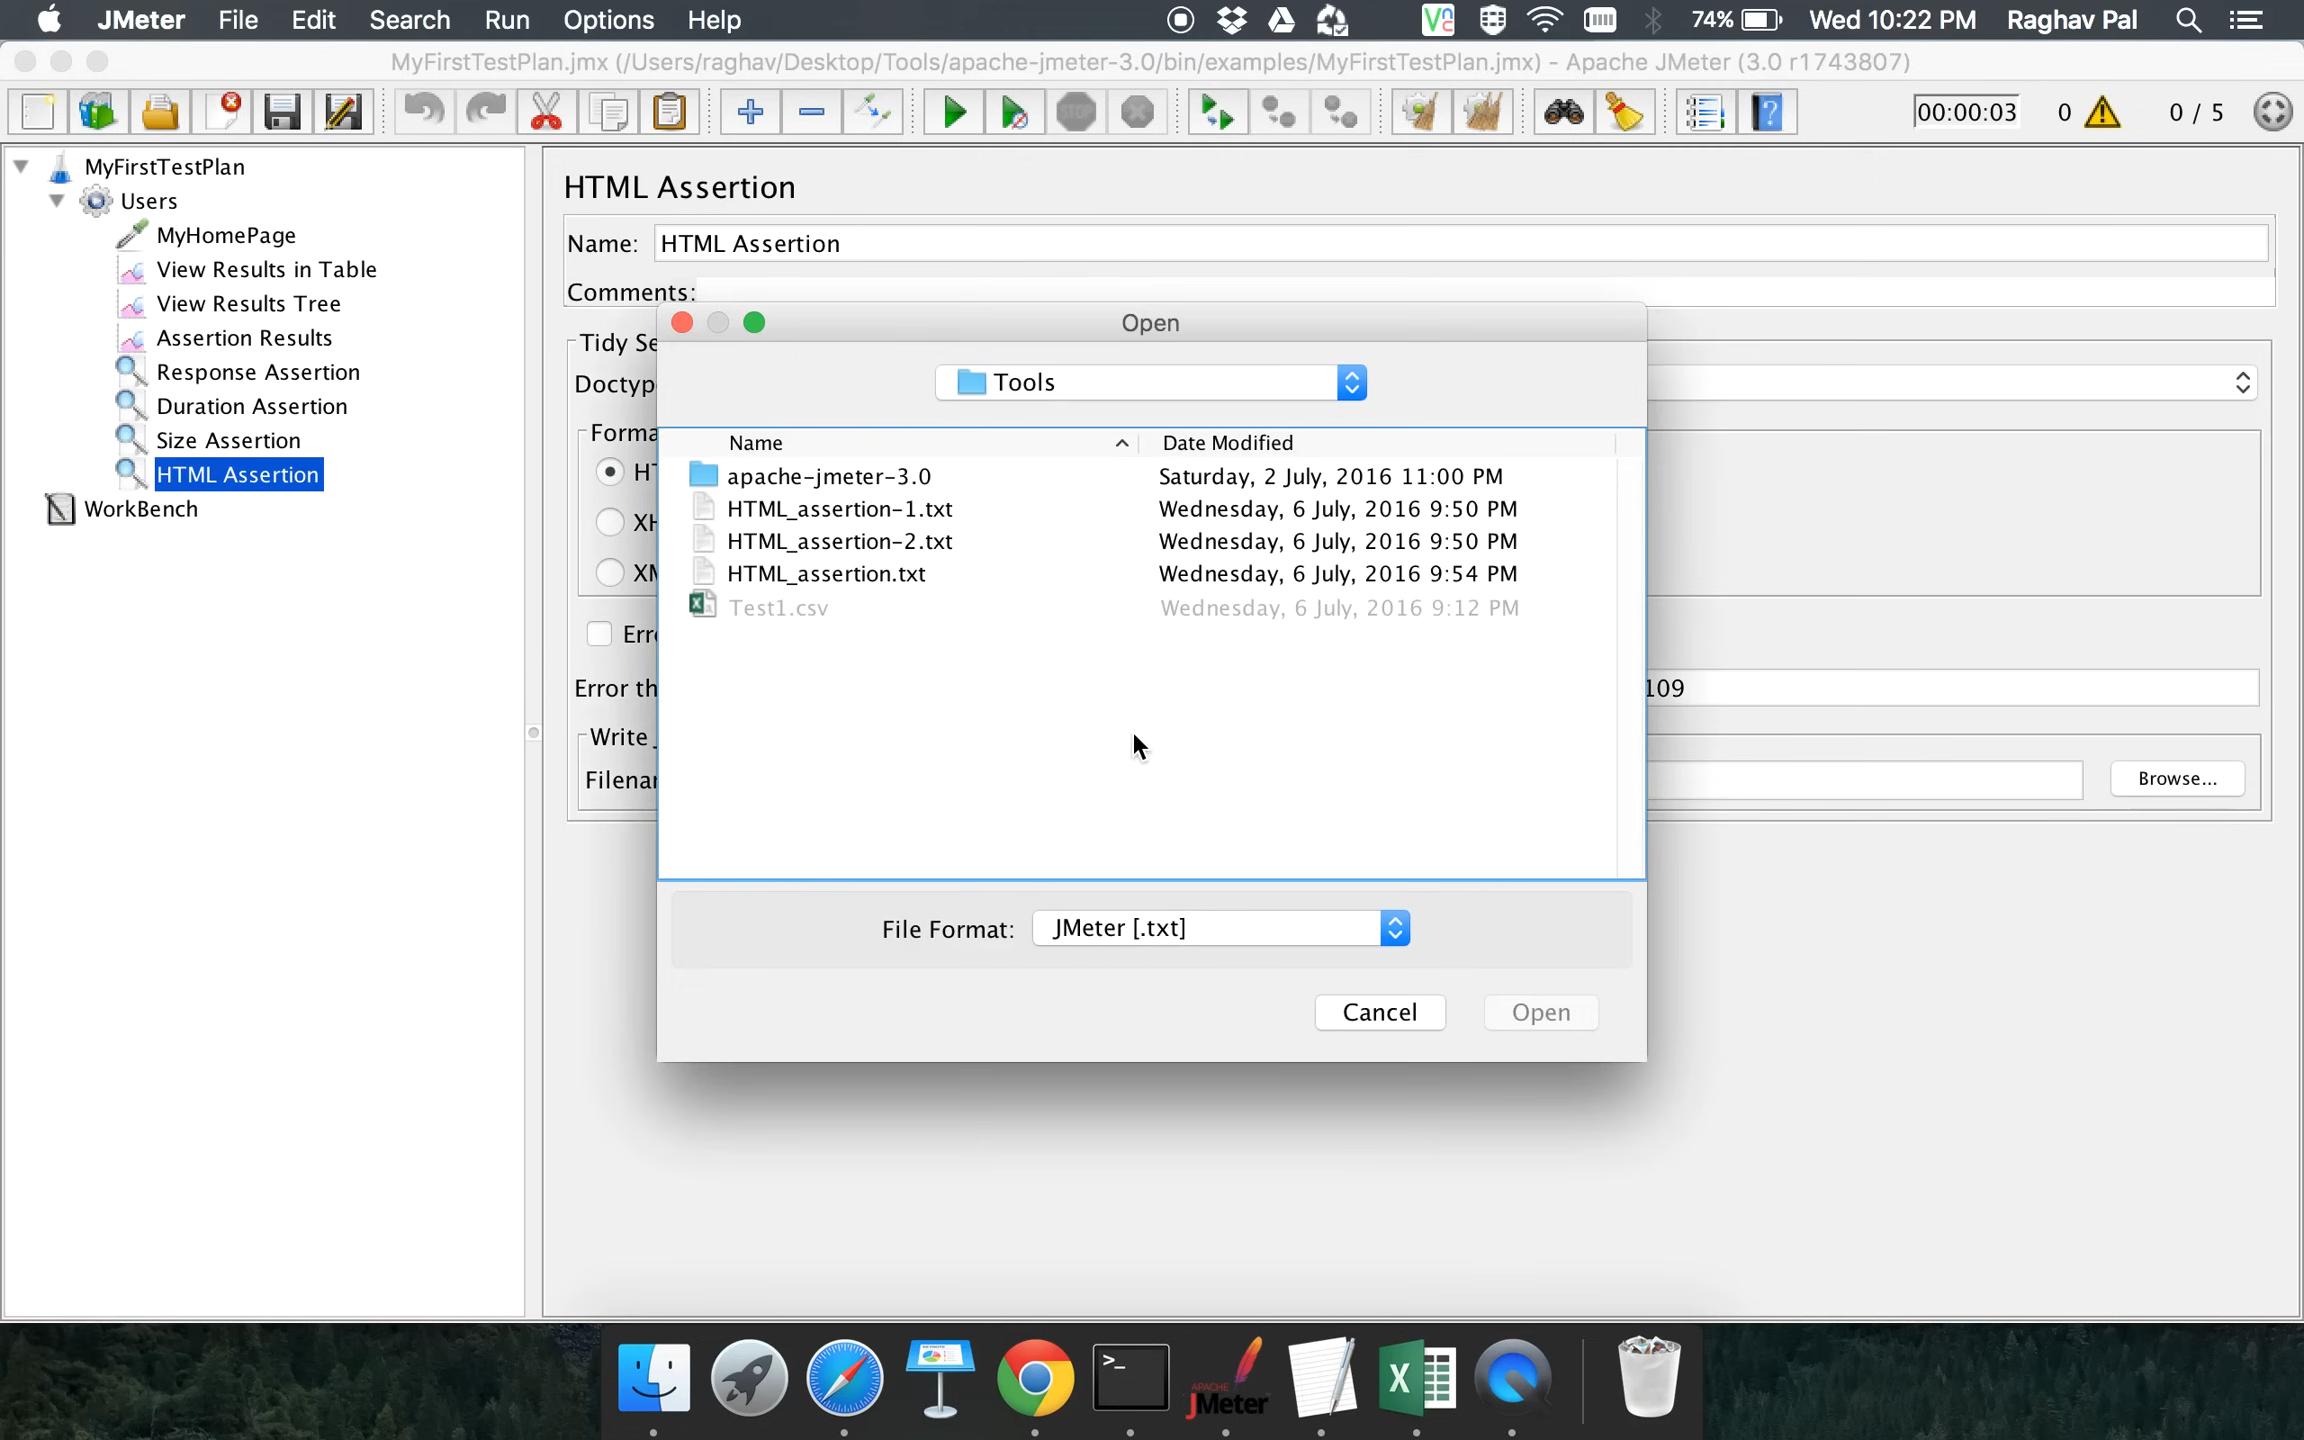 JMeter File Edit Search Run Options Help 74% Wed 10:22 PM Raghav Pal
MyFirstTestPlan.jmx (/Users/raghav/Desktop/Tools/apache-jmeter-3.0/bin/examples/MyFirstTestPlan.jmx) - Apache JMeter (3.0 r1743807)
STOP 00:00:03 0 0 / 5
MyFirstTestPlan
Users
MyHomePage
View Results in Table
View Results Tree
Assertion Results
Response Assertion
Duration Assertion
Size Assertion
HTML Assertion
WorkBench
HTML Assertion
Name: HTML Assertion
Comments:
Tidy Se
Doctyp
Forma
HT
XH
XM
Erro
Error th 109
Write
Filena Browse...
Open
Tools
Name Date Modified
apache-jmeter-3.0 Saturday, 2 July, 2016 11:00 PM
HTML_assertion-1.txt Wednesday, 6 July, 2016 9:50 PM
HTML_assertion-2.txt Wednesday, 6 July, 2016 9:50 PM
HTML_assertion.txt Wednesday, 6 July, 2016 9:54 PM
Test1.csv Wednesday, 6 July, 2016 9:12 PM
File Format: JMeter [.txt]
Cancel Open
APACHE
JMeter